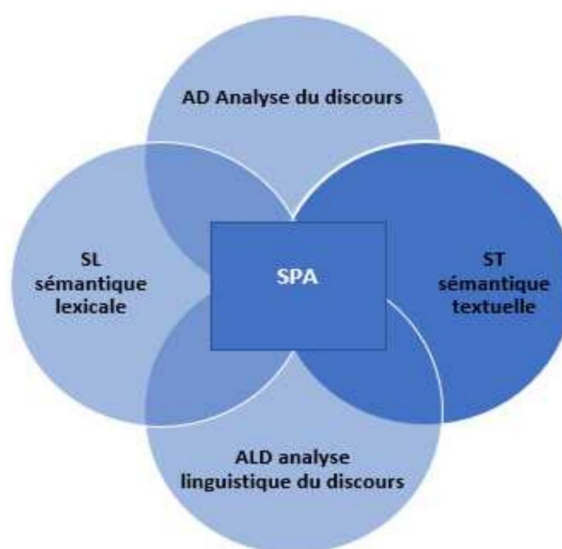 AD Analyse du discours
SL
sémantique
lexicale
SPA
ST
sémantique
textuelle
ALD analyse
linguistique du discours